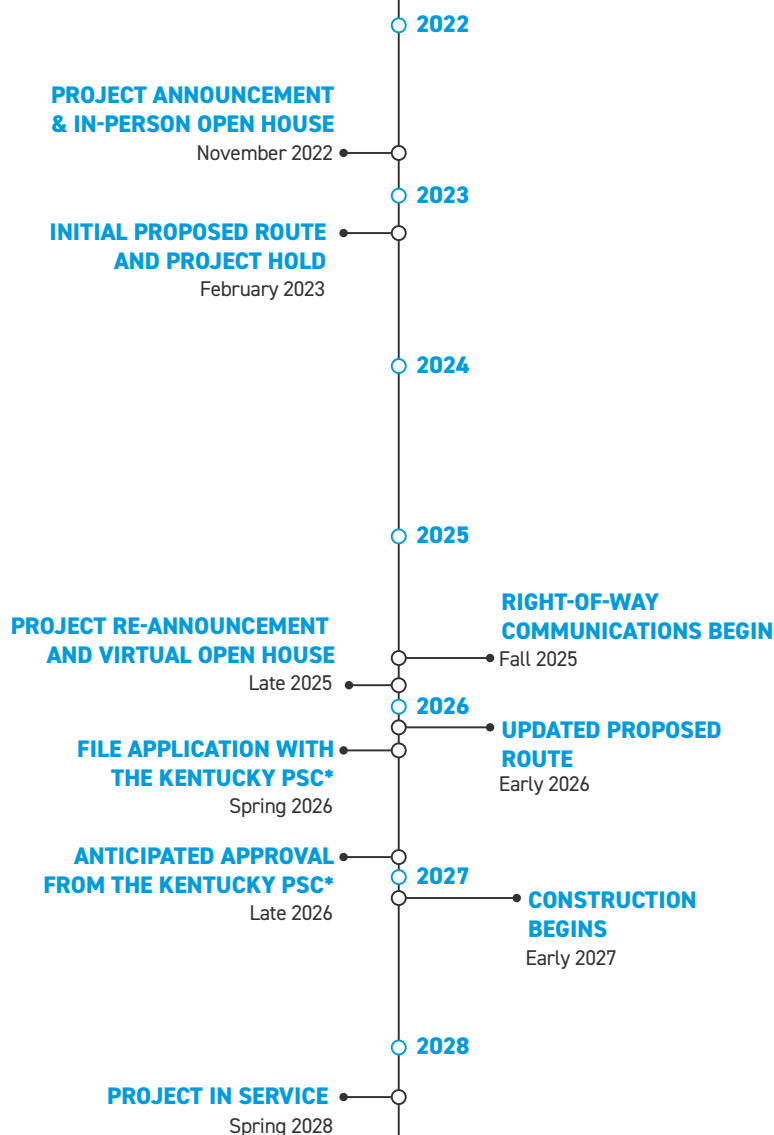 2022
PROJECT ANNOUNCEMENT
& IN-PERSON OPEN HOUSE
November 2022
2023
INITIAL PROPOSED ROUTE
AND PROJECT HOLD
February 2023
2024
2025
RIGHT-OF-WAY
COMMUNICATIONS BEGIN
Fall 2025
PROJECT RE-ANNOUNCEMENT
AND VIRTUAL OPEN HOUSE
Late 2025
2026
UPDATED PROPOSED
ROUTE
Early 2026
FILE APPLICATION WITH
THE KENTUCKY PSC*
Spring 2026
ANTICIPATED APPROVAL
FROM THE KENTUCKY PSC*
Late 2026
2027
CONSTRUCTION
BEGINS
Early 2027
2028
PROJECT IN SERVICE
Spring 2028